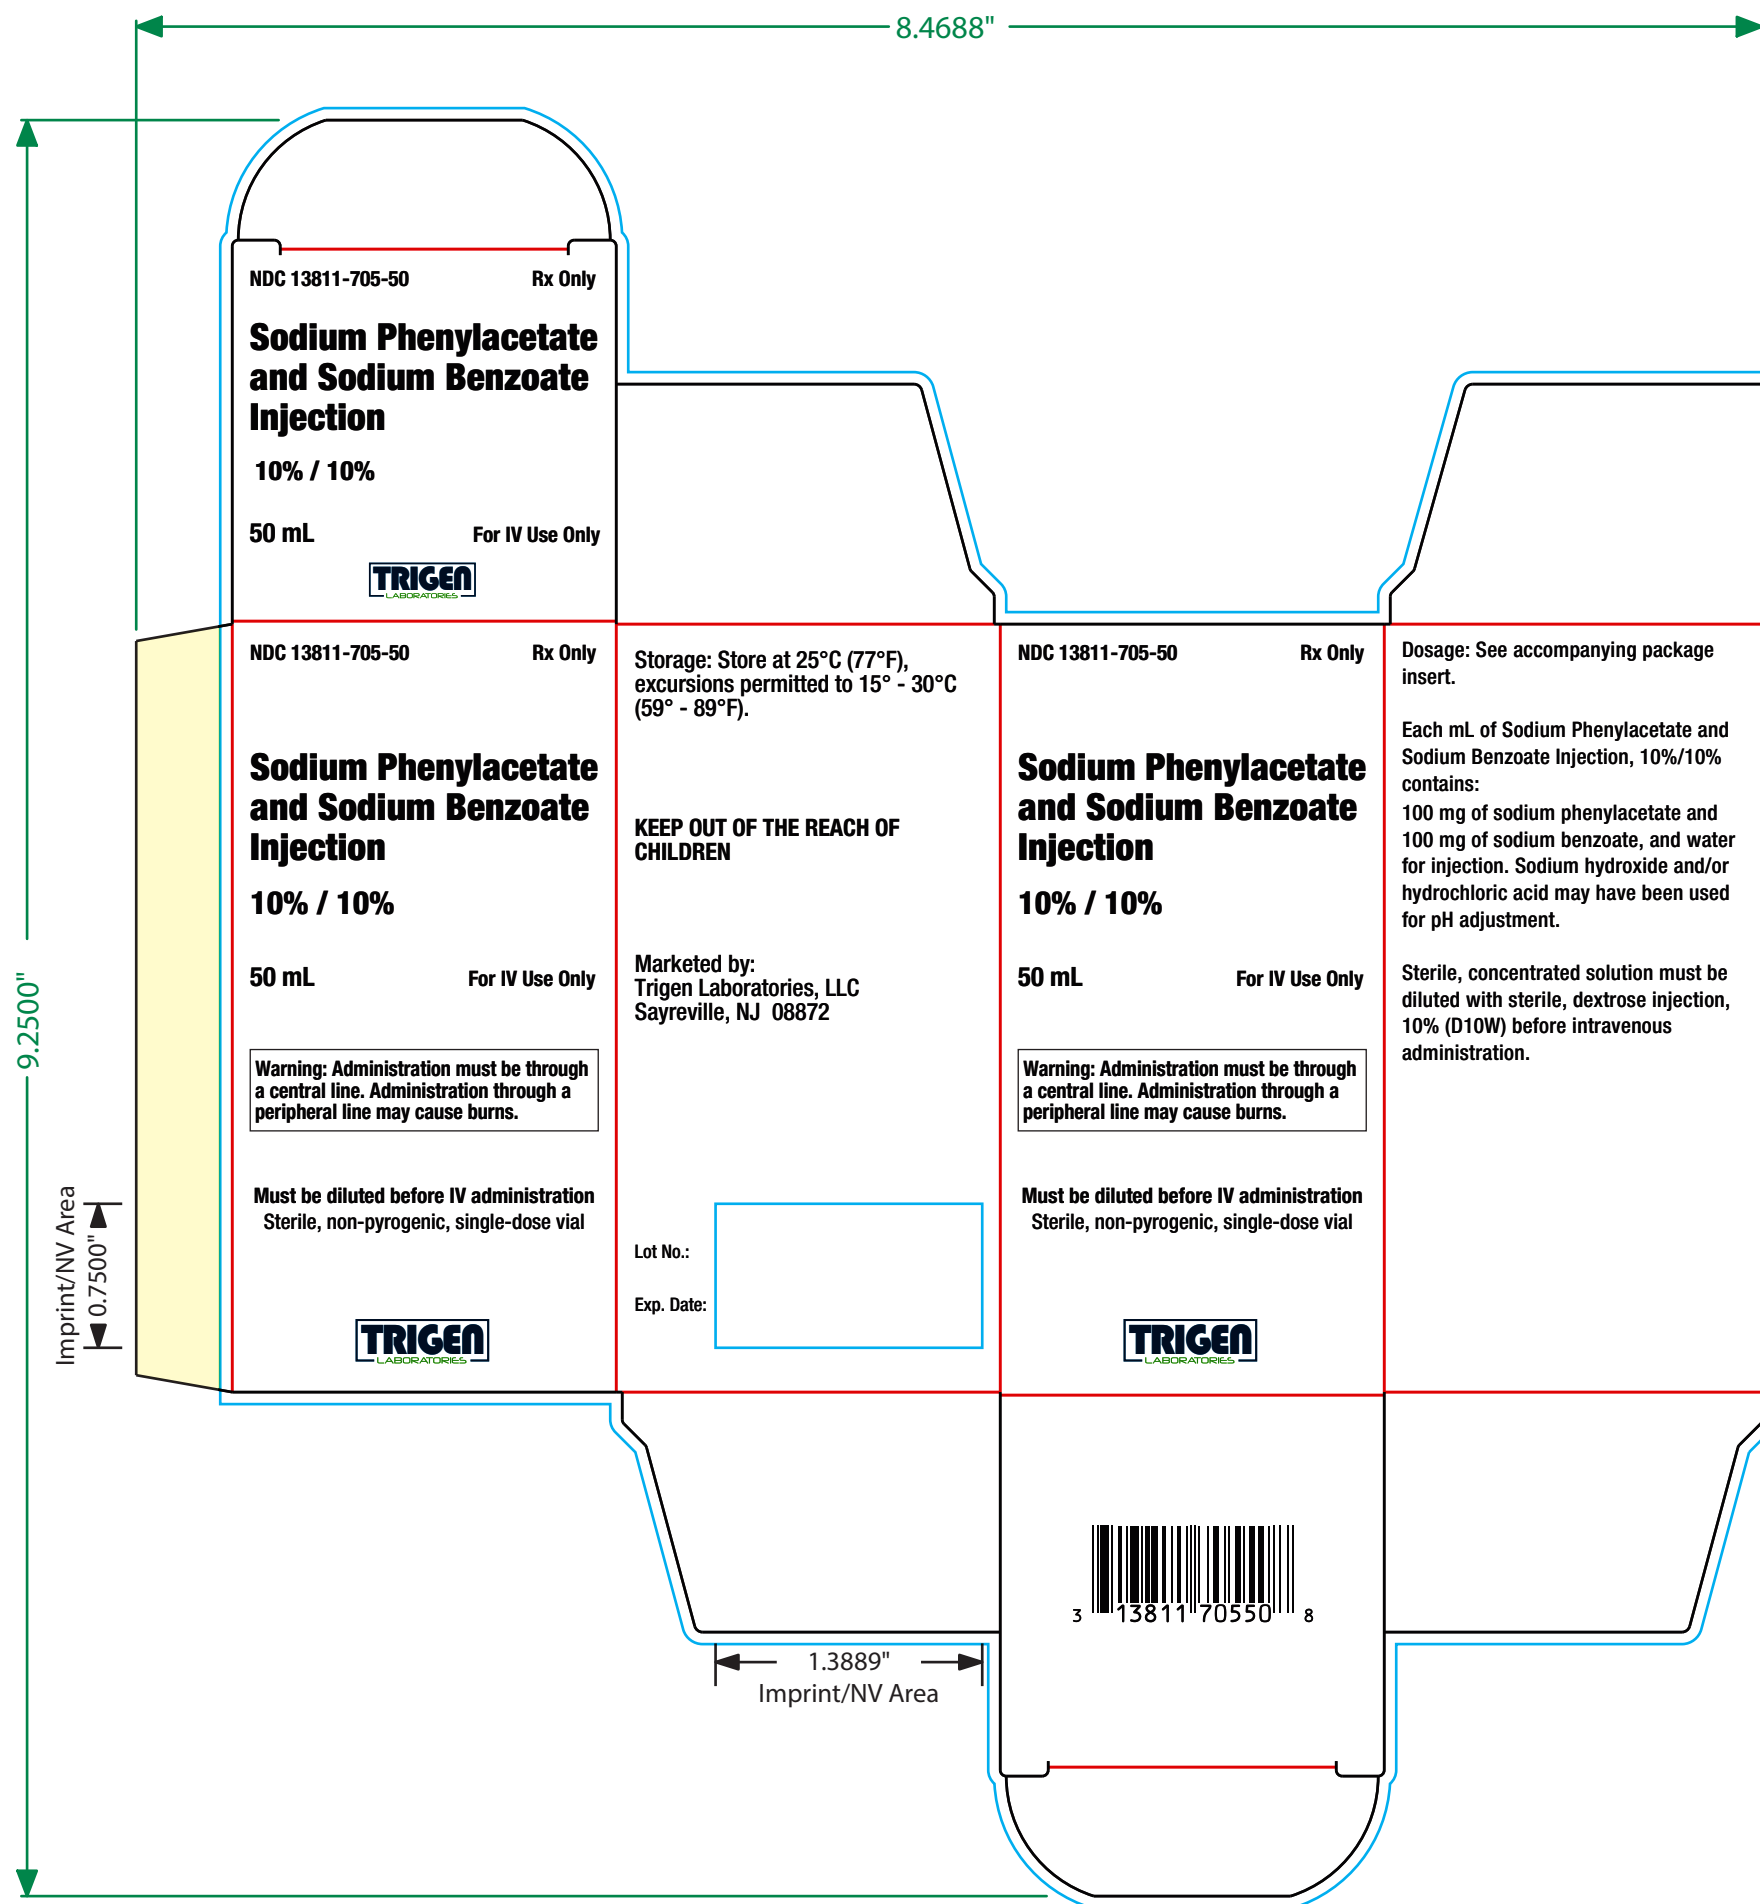 8.4688"
NDC 13811-705-50 Rx Only
Sodium Phenylacetate
and Sodium Benzoate
Injection
10% / 10%
50 mL For IV Use Only
TRIGEN
LABORATORIES
9.2500"
Imprint/NV Area
0.7500"
NDC 13811-705-50 Rx Only
Sodium Phenylacetate
and Sodium Benzoate
Injection
10% / 10%
50 mL For IV Use Only
Warning: Administration must be through
a central line. Administration through a
peripheral line may cause burns.
Must be diluted before IV administration
Sterile, non-pyrogenic, single-dose vial
TRIGEN
LABORATORIES
Storage: Store at 25°C (77°F),
excursions permitted to 15° - 30°C
(59° - 89°F).
KEEP OUT OF THE REACH OF
CHILDREN
Marketed by:
Trigen Laboratories, LLC
Sayreville, NJ 08872
Lot No.:
Exp. Date:
1.3889"
Imprint/NV Area
NDC 13811-705-50 Rx Only
Sodium Phenylacetate
and Sodium Benzoate
Injection
10% / 10%
50 mL For IV Use Only
Warning: Administration must be through
a central line. Administration through a
peripheral line may cause burns.
Must be diluted before IV administration
Sterile, non-pyrogenic, single-dose vial
TRIGEN
LABORATORIES
3 13811 70550 8
Dosage: See accompanying package
insert.
Each mL of Sodium Phenylacetate and
Sodium Benzoate Injection, 10%/10%
contains:
100 mg of sodium phenylacetate and
100 mg of sodium benzoate, and water
for injection. Sodium hydroxide and/or
hydrochloric acid may have been used
for pH adjustment.
Sterile, concentrated solution must be
diluted with sterile, dextrose injection,
10% (D10W) before intravenous
administration.